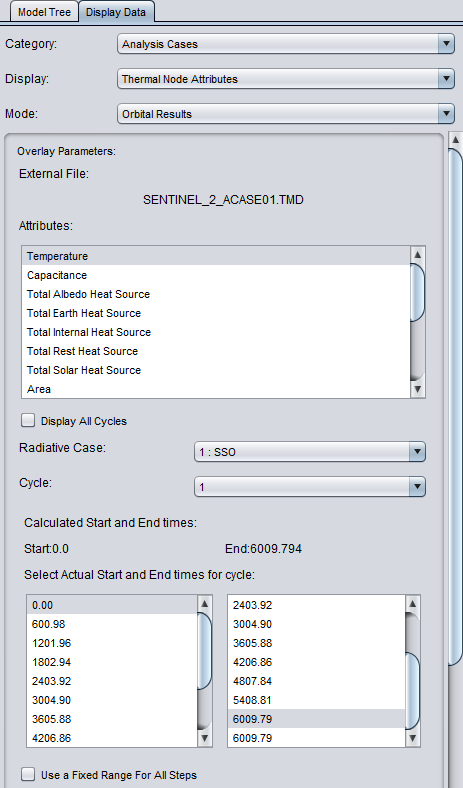 Model Tree Display Data
Category: Analysis Cases
Display: Thermal Node Attributes
Mode: Orbital Results
Overlay Parameters:
External File:
SENTINEL_2_ACASE01.TMD
Attributes:
Temperature
Capacitance
Total Albedo Heat Source
Total Earth Heat Source
Total Internal Heat Source
Total Rest Heat Source
Total Solar Heat Source
Area
Display All Cycles
Radiative Case: 1 : SSO
Cycle: 1
Calculated Start and End times:
Start:0.0 End:6009.794
Select Actual Start and End times for cycle:
0.00 2403.92
600.98 3004.90
1201.96 3605.88
1802.94 4206.86
2403.92 4807.84
3004.90 5408.81
3605.88 6009.79
4206.86 6009.79
Use a Fixed Range For All Steps